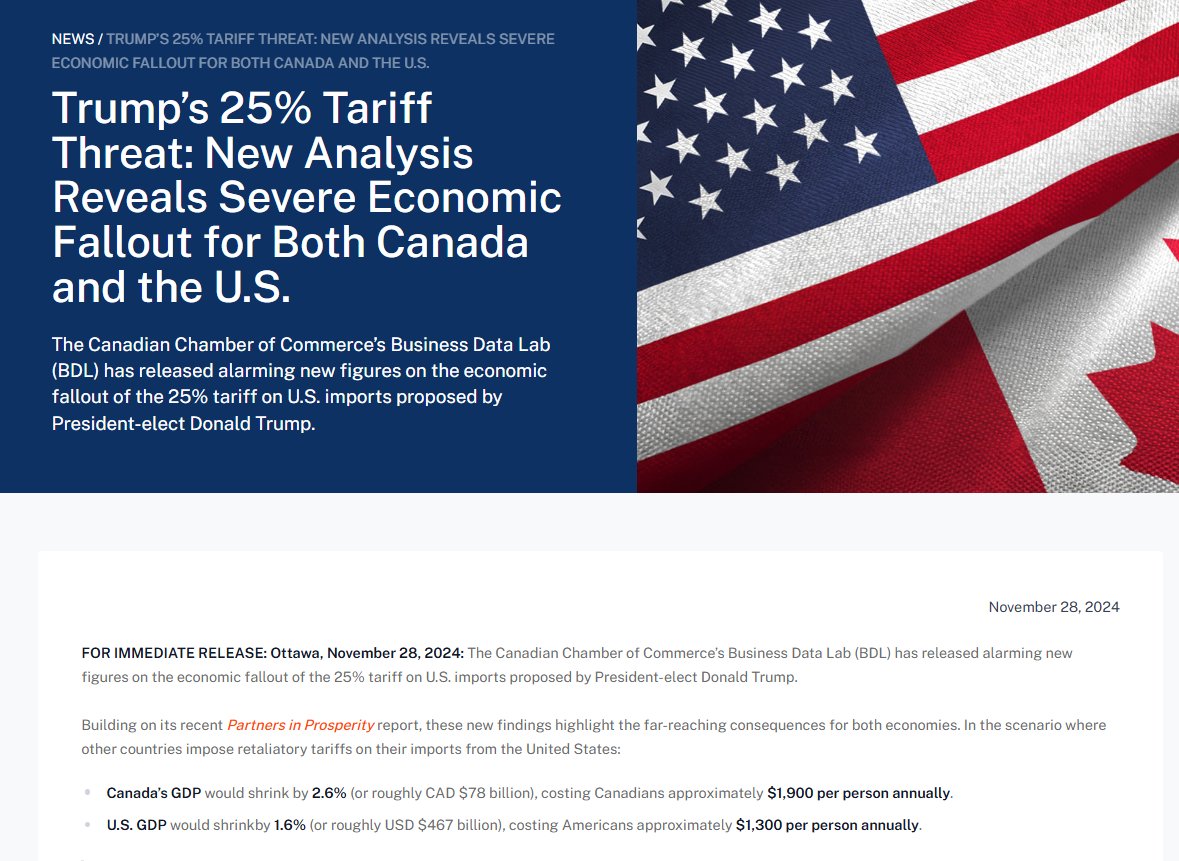 NEWS / TRUMP’S 25% TARIFF THREAT: NEW ANALYSIS REVEALS SEVERE
ECONOMIC FALLOUT FOR BOTH CANADA AND THE U.S.
Trump’s 25% Tariff
Threat: New Analysis
Reveals Severe Economic
Fallout for Both Canada
and the U.S.
The Canadian Chamber of Commerce’s Business Data Lab
(BDL) has released alarming new figures on the economic
fallout of the 25% tariff on U.S. imports proposed by
President-elect Donald Trump.
November 28, 2024
FOR IMMEDIATE RELEASE: Ottawa, November 28, 2024: The Canadian Chamber of Commerce’s Business Data Lab (BDL) has released alarming new
figures on the economic fallout of the 25% tariff on U.S. imports proposed by President-elect Donald Trump.
Building on its recent Partners in Prosperity report, these new findings highlight the far-reaching consequences for both economies. In the scenario where
other countries impose retaliatory tariffs on their imports from the United States:
Canada’s GDP would shrink by 2.6% (or roughly CAD $78 billion), costing Canadians approximately $1,900 per person annually.
U.S. GDP would shrinkby 1.6% (or roughly USD $467 billion), costing Americans approximately $1,300 per person annually.